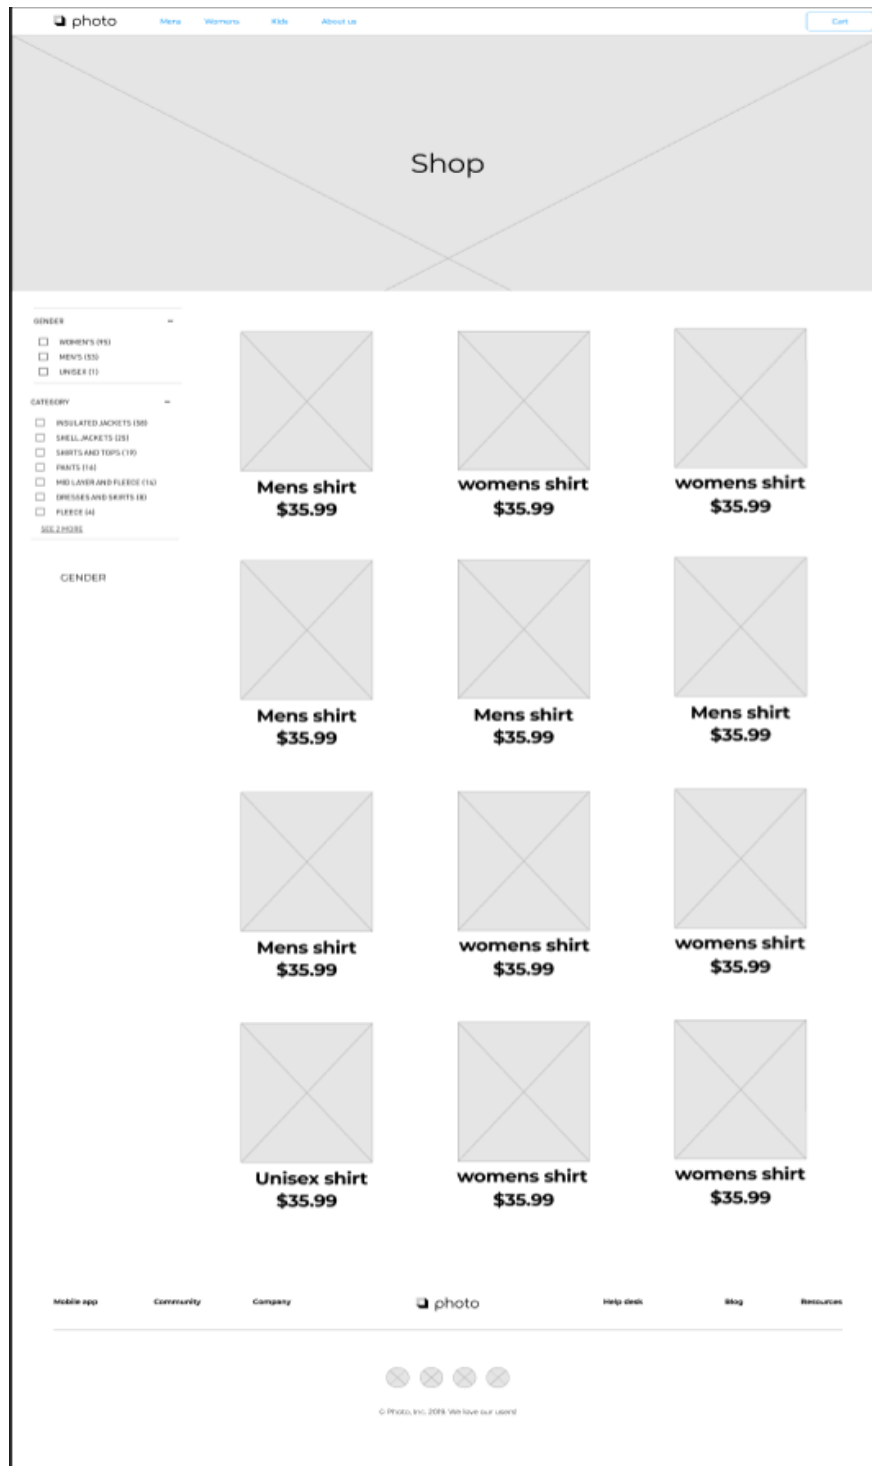 photo
Mens Womens Kids About us Cart
Shop
GENDER –
WOMEN'S (95)
MEN'S (53)
UNISEX (1)
CATEGORY –
INSULATED JACKETS (58)
SHELL JACKETS (25)
SHIRTS AND TOPS (19)
PANTS (16)
MID LAYER AND FLEECE (14)
DRESSES AND SKIRTS (8)
FLEECE (4)
SEE 2 MORE
GENDER
Mens shirt womens shirt womens shirt
$35.99 $35.99 $35.99
Mens shirt Mens shirt Mens shirt
$35.99 $35.99 $35.99
Mens shirt womens shirt womens shirt
$35.99 $35.99 $35.99
Unisex shirt womens shirt womens shirt
$35.99 $35.99 $35.99
Mobile app Community Company photo Help desk Blog Resources
© Photo, Inc. 2019. We love our users!